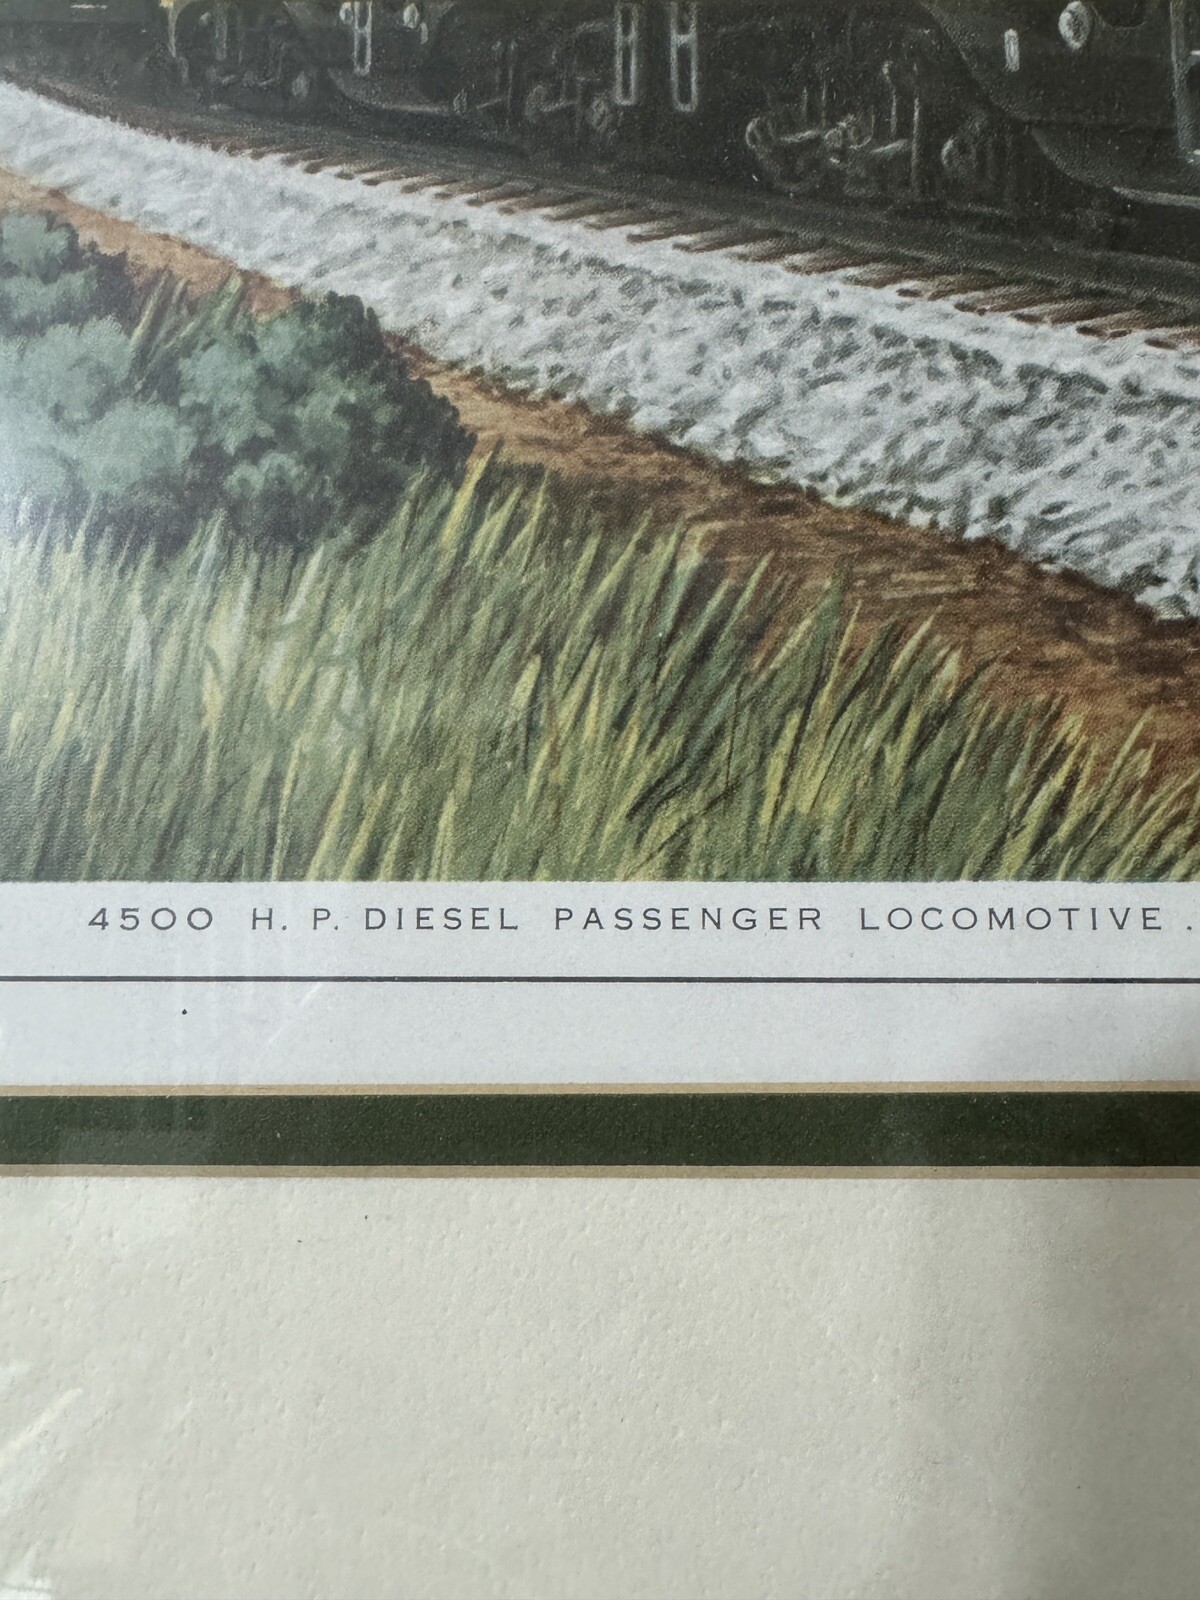 4500 H. P. DIESEL PASSENGER LOCOMOTIVE .